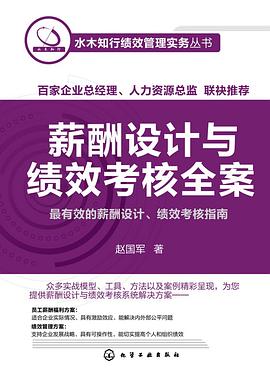 水木知行
水木知行绩效管理实务丛书
百家企业总经理、人力资源总监 联袂推荐
薪酬设计与
绩效考核全案
最有效的薪酬设计、绩效考核指南
赵国军 著
众多实战模型、工具、方法以及案例精彩呈现，为您
提供薪酬设计与绩效考核系统解决方案——
员工薪酬福利方案：
适合企业实际情况，具有激励效应，能解决内外部公平问题
绩效管理方案：
支持企业发展战略，具有可操作性，能切实提高个人和组织绩效
化学工业出版社